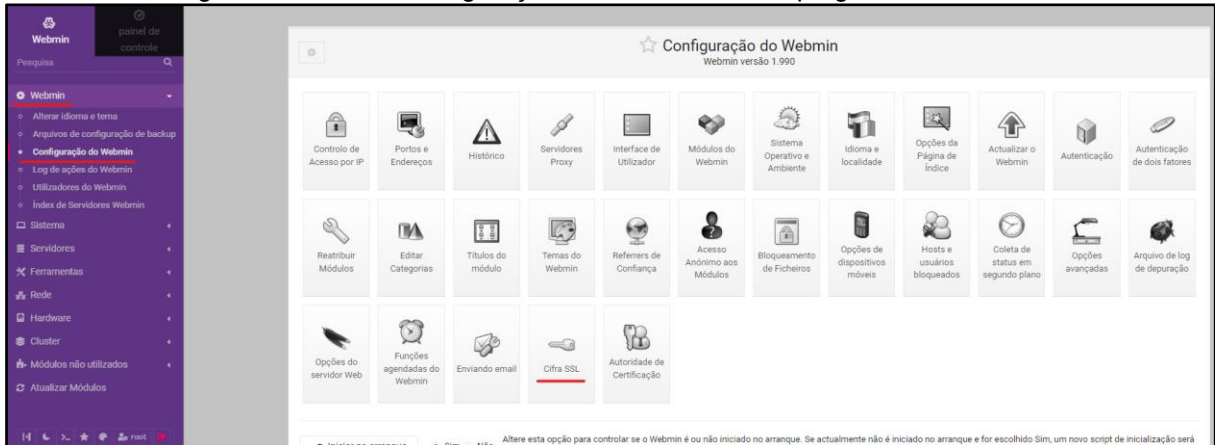 Webmin
painel de
controle
Pesquisa
Webmin
Alterar idioma e tema
Arquivos de configuração de backup
Configuração do Webmin
Log de ações do Webmin
Utilizadores do Webmin
Índex de Servidores Webmin
Sistema
Servidores
Ferramentas
Rede
Hardware
Cluster
Módulos não utilizados
Atualizar Módulos
root
Configuração do Webmin
Webmin versão 1.990
Controlo de
Acesso por IP
Portos e
Endereços
Histórico
Servidores
Proxy
Interface de
Utilizador
Módulos do
Webmin
Sistema
Operativo e
Ambiente
Idioma e
localidade
Opções da
Página de
Índice
Actualizar o
Webmin
Autenticação
Autenticação
de dois fatores
Reatribuir
Módulos
Editar
Categorias
Títulos do
módulo
Temas do
Webmin
Referrers de
Confiança
Acesso
Anónimo aos
Módulos
Bloqueamento
de Ficheiros
Opções de
dispositivos
móveis
Hosts e
usuários
bloqueados
Coleta de
status em
segundo plano
Opções
avançadas
Arquivo de log
de depuração
Opções do
servidor Web
Funções
agendadas do
Webmin
Enviando email
Cifra SSL
Autoridade de
Certificação
Iniciar no arranque
Sim
Não
Altere esta opção para controlar se o Webmin é ou não iniciado no arranque. Se actualmente não é iniciado no arranque e for escolhido Sim, um novo script de inicialização será